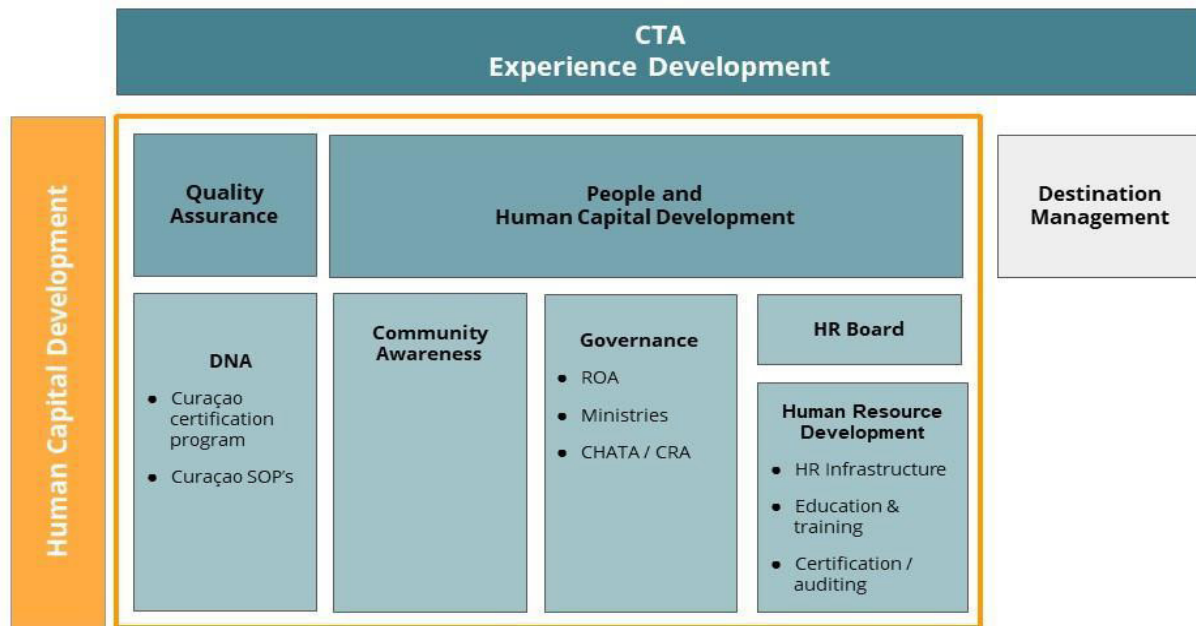 CTA
Experience Development
Human Capital Development
Quality
Assurance
People and
Human Capital Development
Destination
Management
DNA
● Curaçao
certification
program
● Curaçao SOP's
Community
Awareness
Governance
● ROA
● Ministries
● CHATA / CRA
HR Board
Human Resource
Development
● HR Infrastructure
● Education &
training
● Certification /
auditing